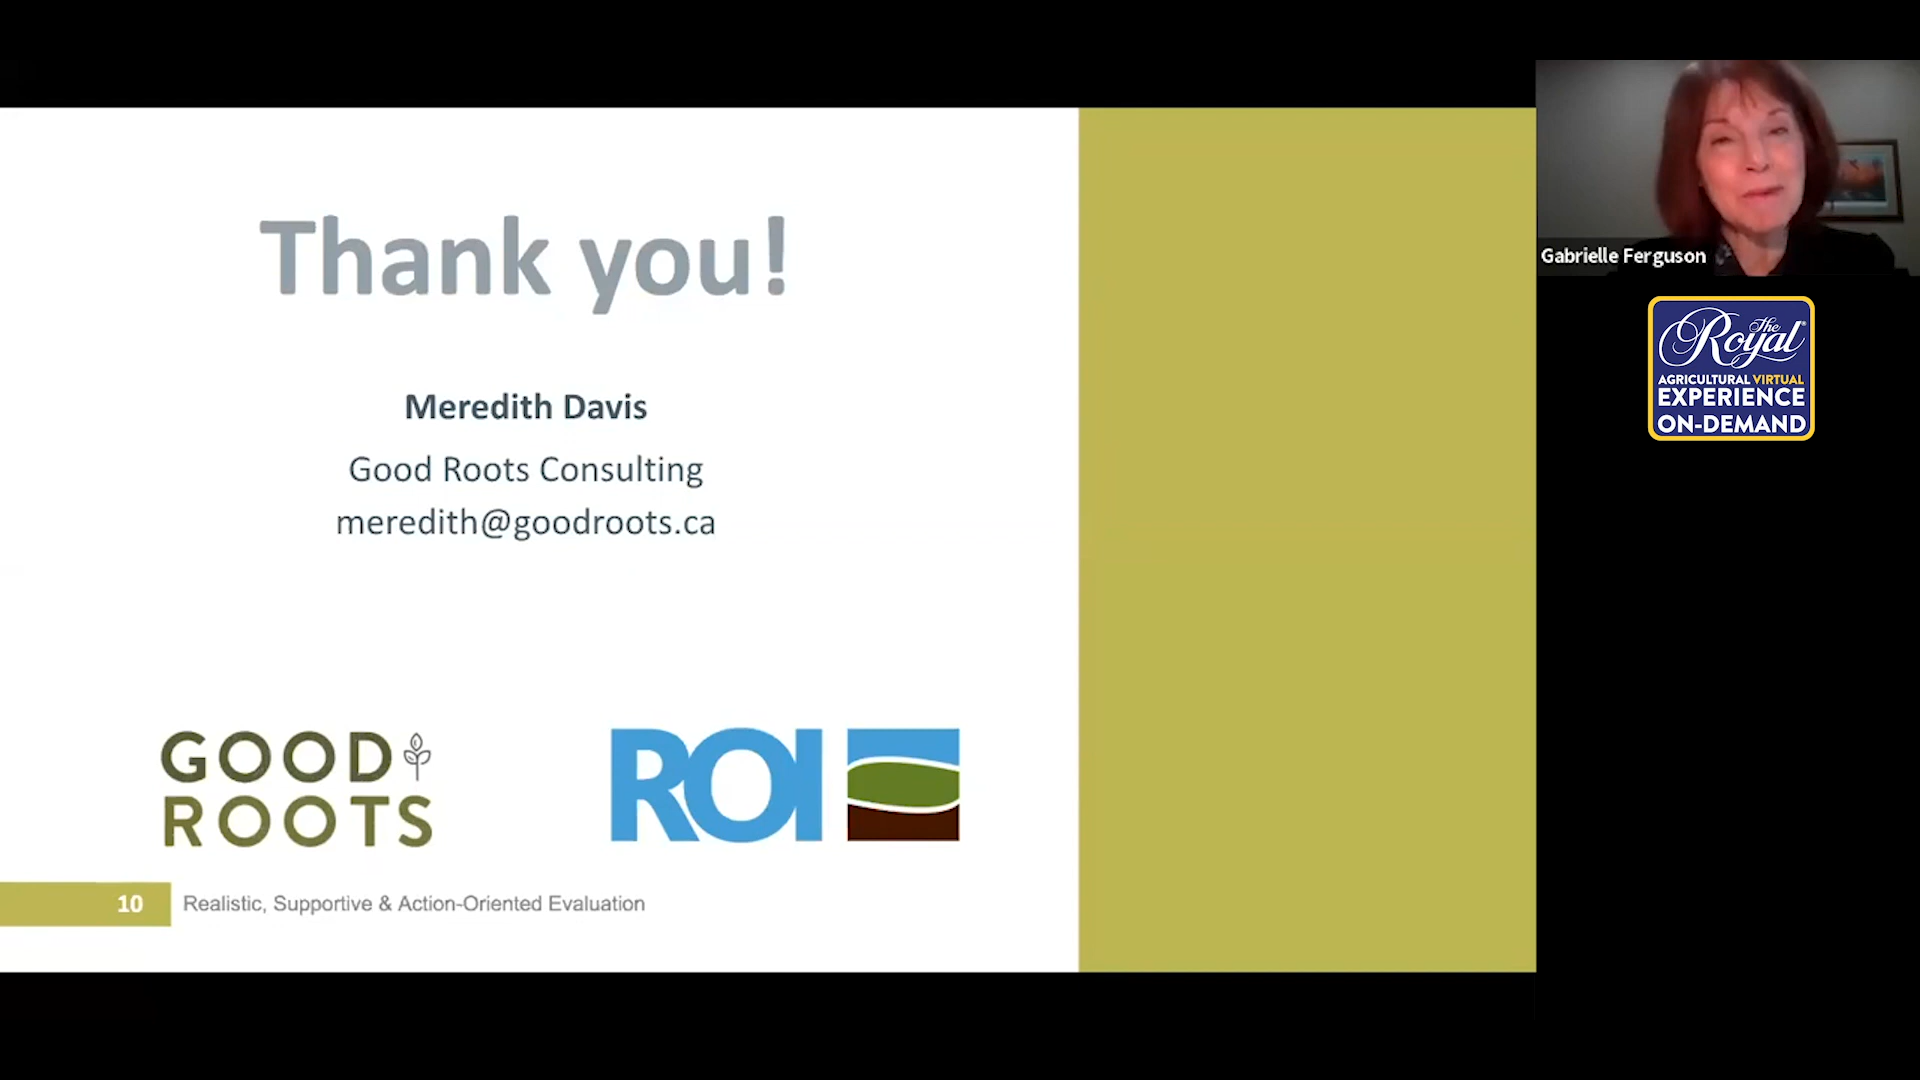 Thank you!
Meredith Davis
Good Roots Consulting
meredith@goodroots.ca
GOOD
ROOTS
ROI
10
Realistic, Supportive & Action-Oriented Evaluation
Gabrielle Ferguson
The
Royal
AGRICULTURAL VIRTUAL
EXPERIENCE
ON-DEMAND